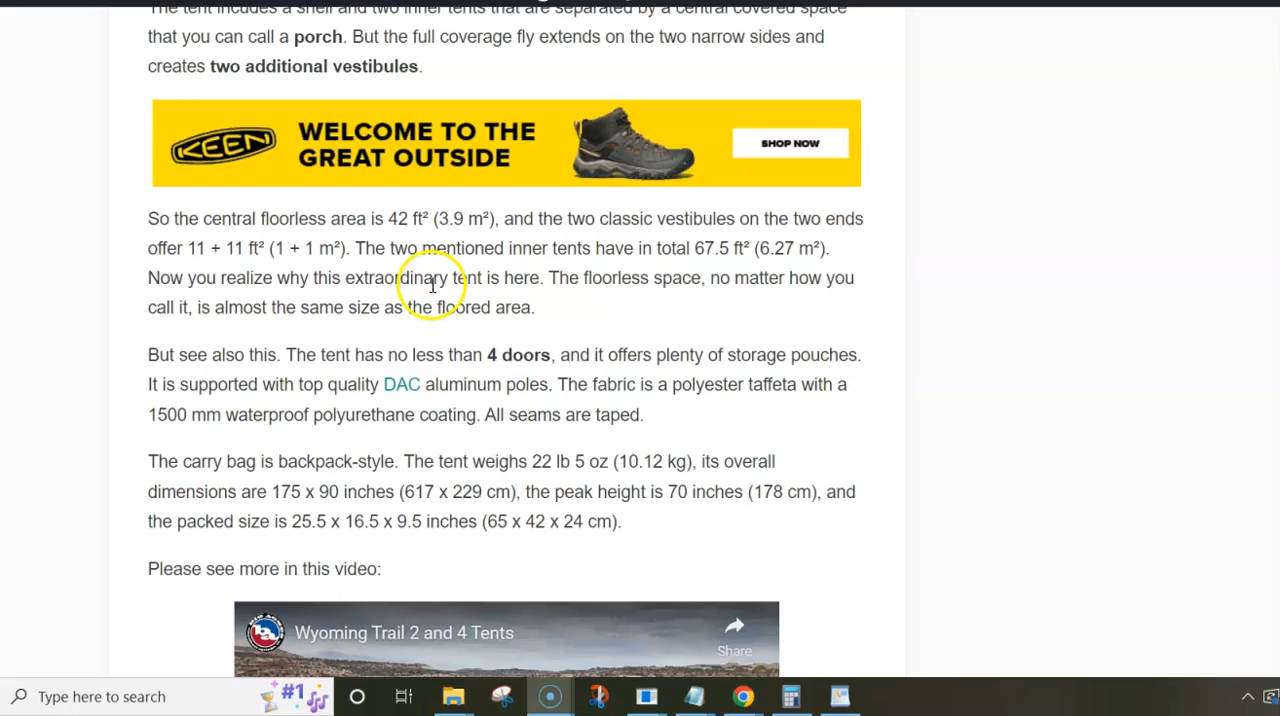 The tent includes a shell and two inner tents that are separated by a central covered space
that you can call a porch. But the full coverage fly extends on the two narrow sides and
creates two additional vestibules.
KEEN
WELCOME TO THE
GREAT OUTSIDE
SHOP NOW
So the central floorless area is 42 ft² (3.9 m²), and the two classic vestibules on the two ends
offer 11 + 11 ft² (1 + 1 m²). The two mentioned inner tents have in total 67.5 ft² (6.27 m²).
Now you realize why this extraordinary tent is here. The floorless space, no matter how you
call it, is almost the same size as the floored area.
But see also this. The tent has no less than 4 doors, and it offers plenty of storage pouches.
It is supported with top quality DAC aluminum poles. The fabric is a polyester taffeta with a
1500 mm waterproof polyurethane coating. All seams are taped.
The carry bag is backpack-style. The tent weighs 22 lb 5 oz (10.12 kg), its overall
dimensions are 175 x 90 inches (617 x 229 cm), the peak height is 70 inches (178 cm), and
the packed size is 25.5 x 16.5 x 9.5 inches (65 x 42 x 24 cm).
Please see more in this video:
Wyoming Trail 2 and 4 Tents
Share
Type here to search
#1